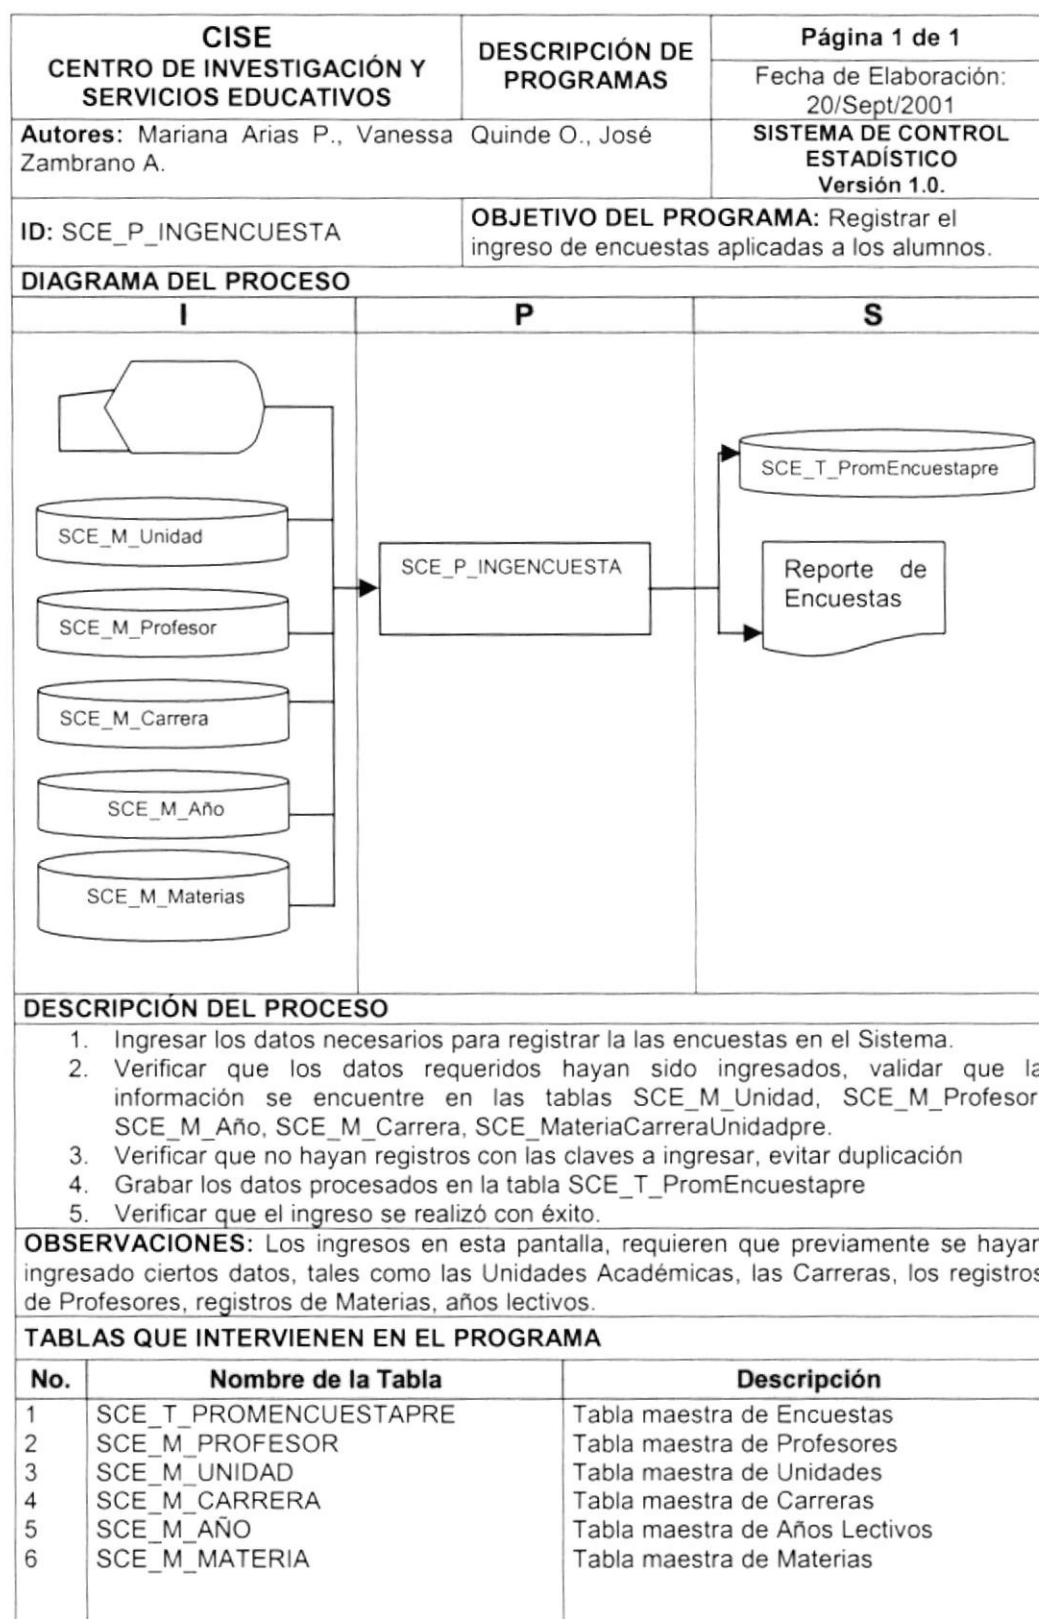 CISE
CENTRO DE INVESTIGACIÓN Y
SERVICIOS EDUCATIVOS
DESCRIPCIÓN DE
PROGRAMAS
Página 1 de 1
Fecha de Elaboración:
20/Sept/2001
Autores: Mariana Arias P., Vanessa Quinde O., José
Zambrano A.
SISTEMA DE CONTROL
ESTADÍSTICO
Versión 1.0.
ID: SCE_P_INGENCUESTA
OBJETIVO DEL PROGRAMA: Registrar el
ingreso de encuestas aplicadas a los alumnos.
DIAGRAMA DEL PROCESO
I P S
SCE_M_Unidad
SCE_M_Profesor
SCE_M_Carrera
SCE_M_Año
SCE_M_Materias
SCE_P_INGENCUESTA
SCE_T_PromEncuestapre
Reporte de
Encuestas
DESCRIPCIÓN DEL PROCESO
1. Ingresar los datos necesarios para registrar la las encuestas en el Sistema.
2. Verificar que los datos requeridos hayan sido ingresados, validar que la
información se encuentre en las tablas SCE_M_Unidad, SCE_M_Profesor
SCE_M_Año, SCE_M_Carrera, SCE_MateriaCarreraUnidadpre.
3. Verificar que no hayan registros con las claves a ingresar, evitar duplicación
4. Grabar los datos procesados en la tabla SCE_T_PromEncuestapre
5. Verificar que el ingreso se realizó con éxito.
OBSERVACIONES: Los ingresos en esta pantalla, requieren que previamente se hayan
ingresado ciertos datos, tales como las Unidades Académicas, las Carreras, los registros
de Profesores, registros de Materias, años lectivos.
TABLAS QUE INTERVIENEN EN EL PROGRAMA
No. Nombre de la Tabla Descripción
1 SCE_T_PROMENCUESTAPRE Tabla maestra de Encuestas
2 SCE_M_PROFESOR Tabla maestra de Profesores
3 SCE_M_UNIDAD Tabla maestra de Unidades
4 SCE_M_CARRERA Tabla maestra de Carreras
5 SCE_M_AÑO Tabla maestra de Años Lectivos
6 SCE_M_MATERIA Tabla maestra de Materias